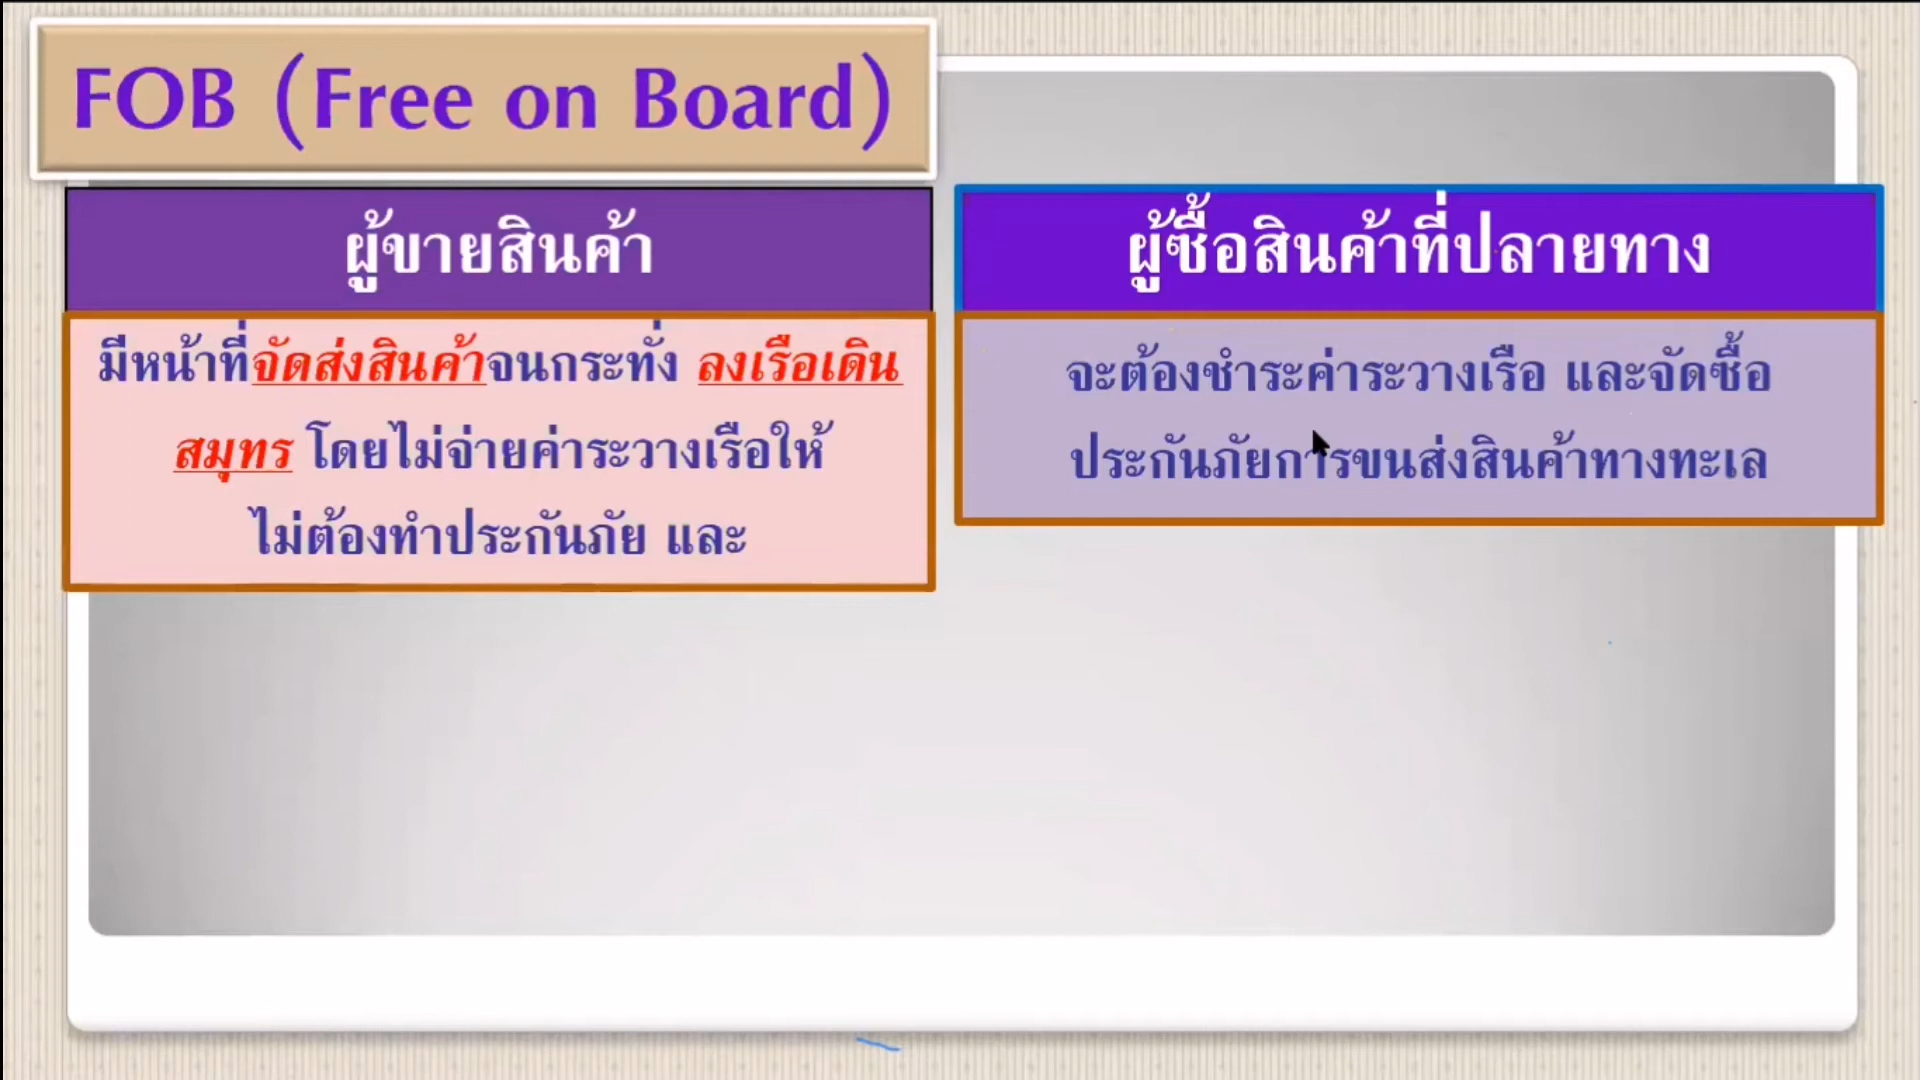 FOB (Free on Board)
ผู้ขายสินค้า
มีหน้าที่จัดส่งสินค้าจนกระทั่ง ลงเรือเดิน
สมุทร โดยไม่จ่ายค่าระวางเรือให้
ไม่ต้องทำประกันภัย และ
ผู้ซื้อสินค้าที่ปลายทาง
จะต้องชำระค่าระวางเรือ และจัดซื้อ
ประกันภัยการขนส่งสินค้าทางทะเล